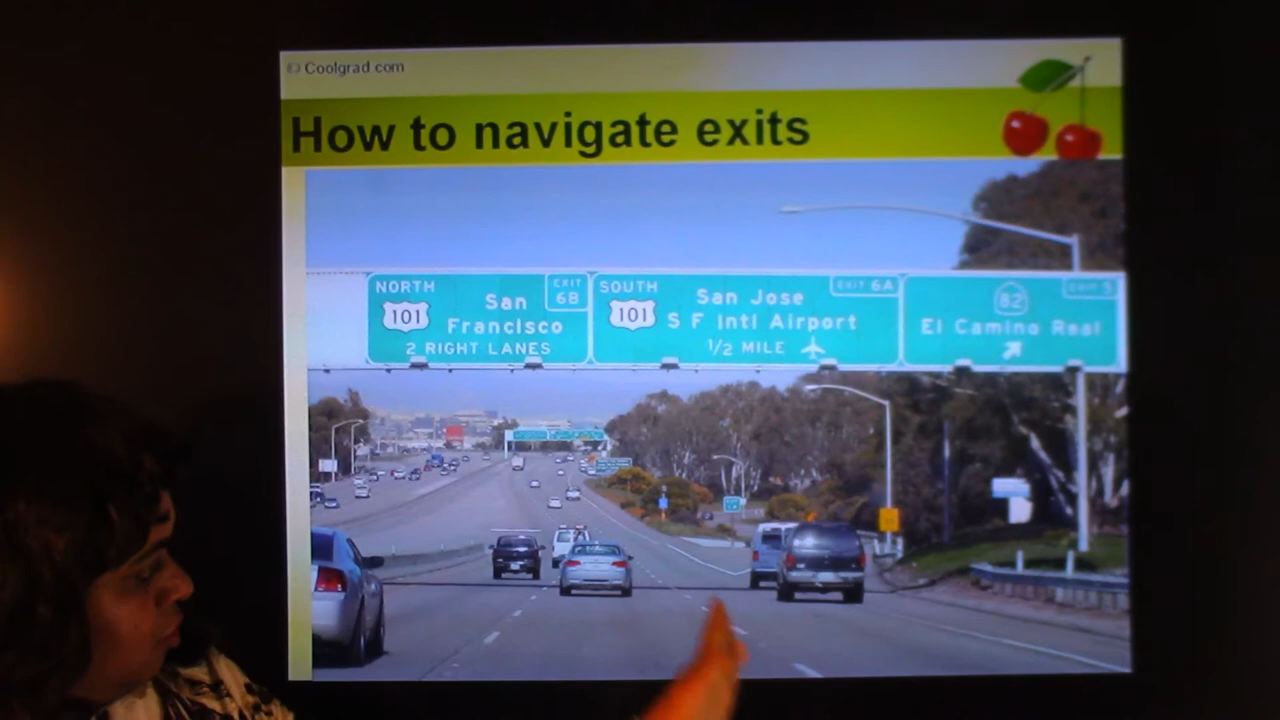 © Coolgrad.com
How to navigate exits
NORTH
EXIT
6B
101
San
Francisco
2 RIGHT LANES
SOUTH
EXIT 6A
101
San Jose
S F Intl Airport
1/2 MILE
82
EXIT 5
El Camino Real